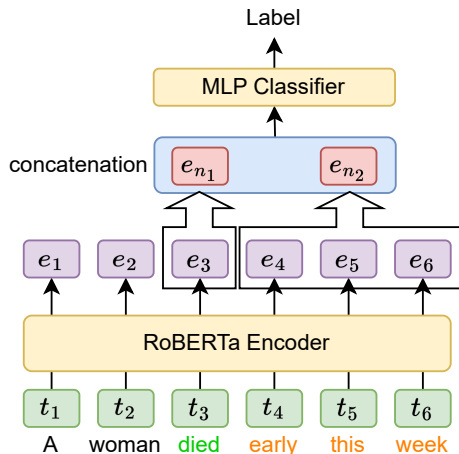 Label
MLP Classifier
concatenation e_{n_1} e_{n_2}
e_1 e_2 e_3 e_4 e_5 e_6
RoBERTa Encoder
t_1 t_2 t_3 t_4 t_5 t_6
A woman died early this week